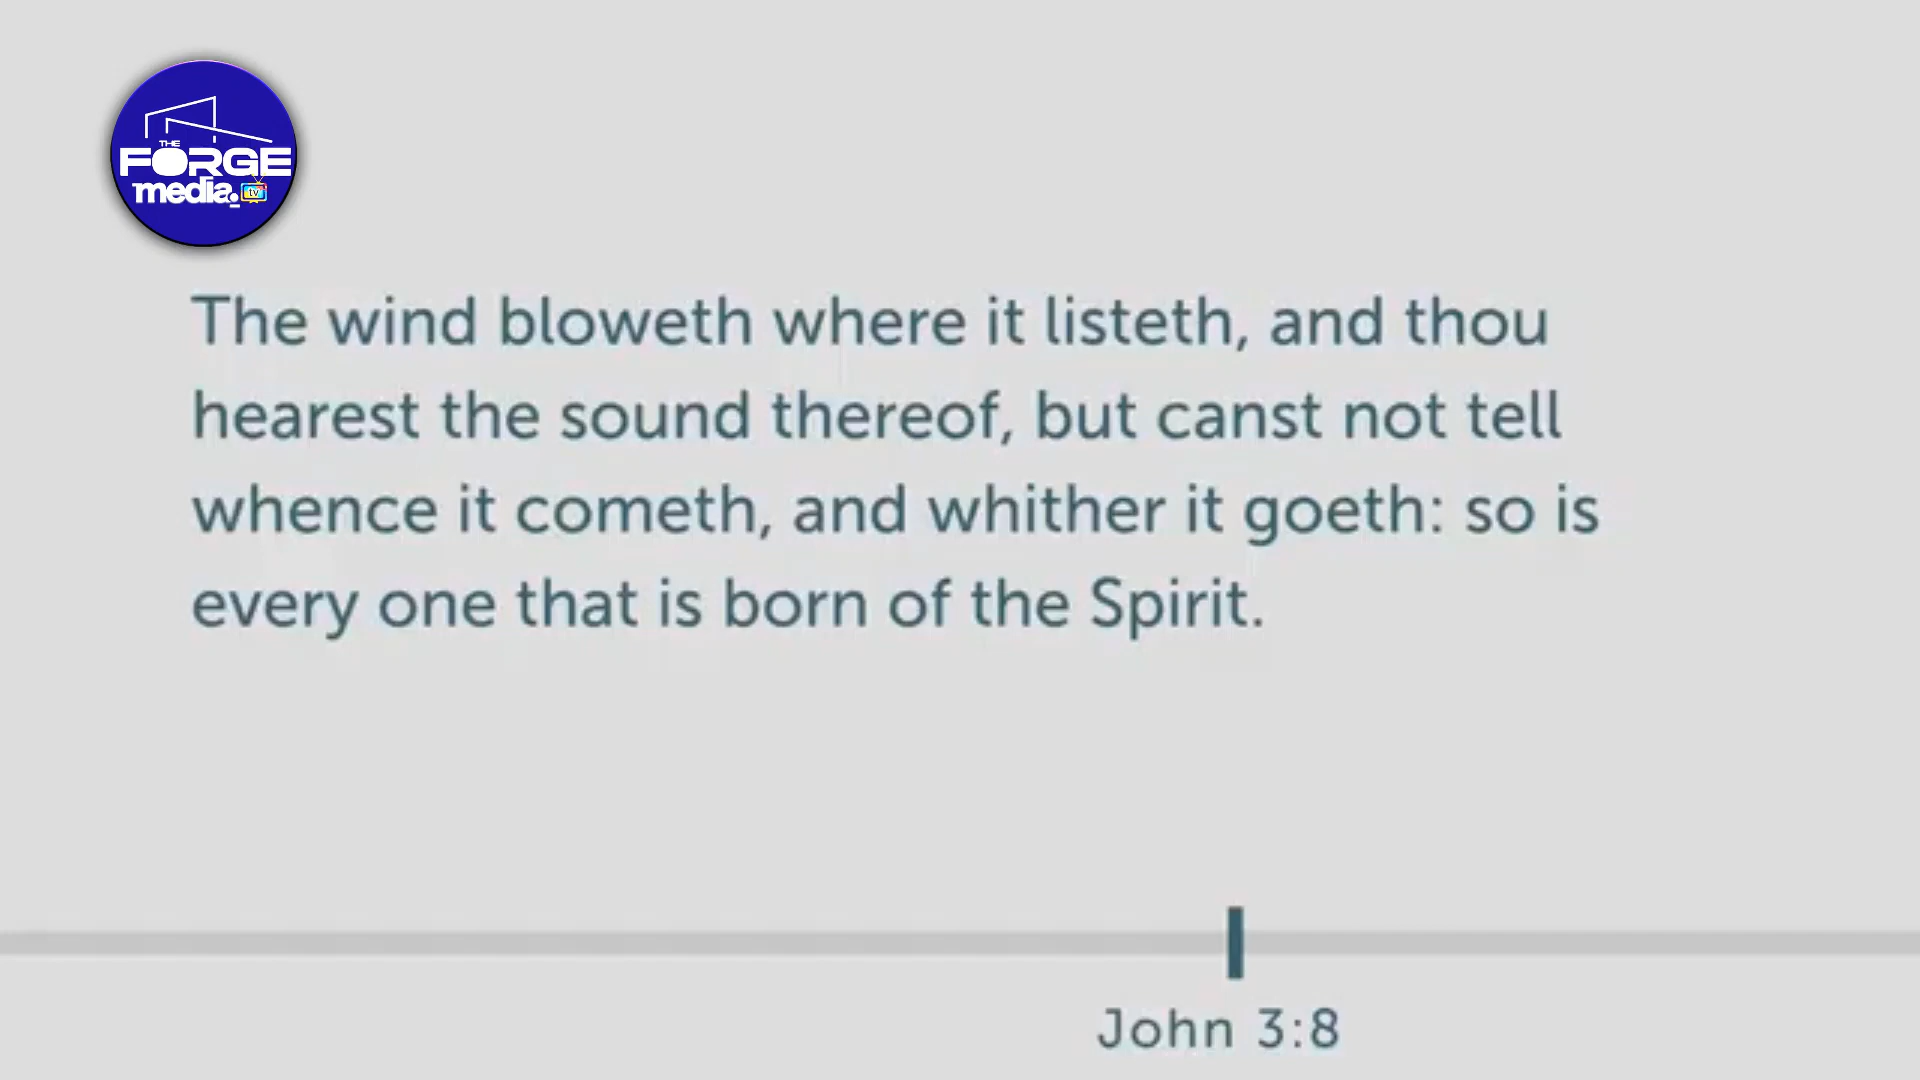 THE
FORGE
media.
tv
The wind bloweth where it listeth, and thou
hearest the sound thereof, but canst not tell
whence it cometh, and whither it goeth: so is
every one that is born of the Spirit.
John 3:8